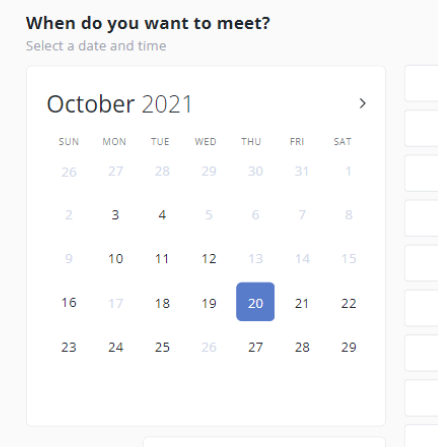 When do you want to meet?
Select a date and time
October 2021
SUN MON TUE WED THU FRI SAT
26 27 28 29 30 31 1
2 3 4 5 6 7 8
9 10 11 12 13 14 15
16 17 18 19 20 21 22
23 24 25 26 27 28 29